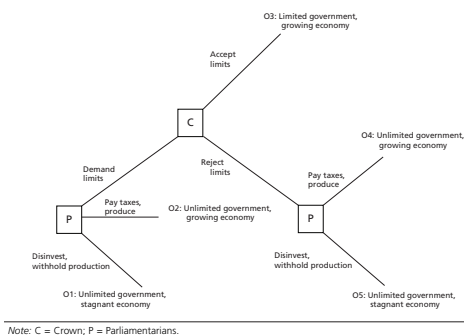 O3: Limited government,
growing economy
Accept
limits
C
O4: Unlimited government,
growing economy
Demand
limits
Reject
limits
Pay taxes,
produce
Pay taxes,
produce
O2: Unlimited government,
growing economy
P
P
Disinvest,
withhold production
Disinvest,
withhold production
O1: Unlimited government,
stagnant economy
O5: Unlimited government,
stagnant economy
Note: C = Crown; P = Parliamentarians.